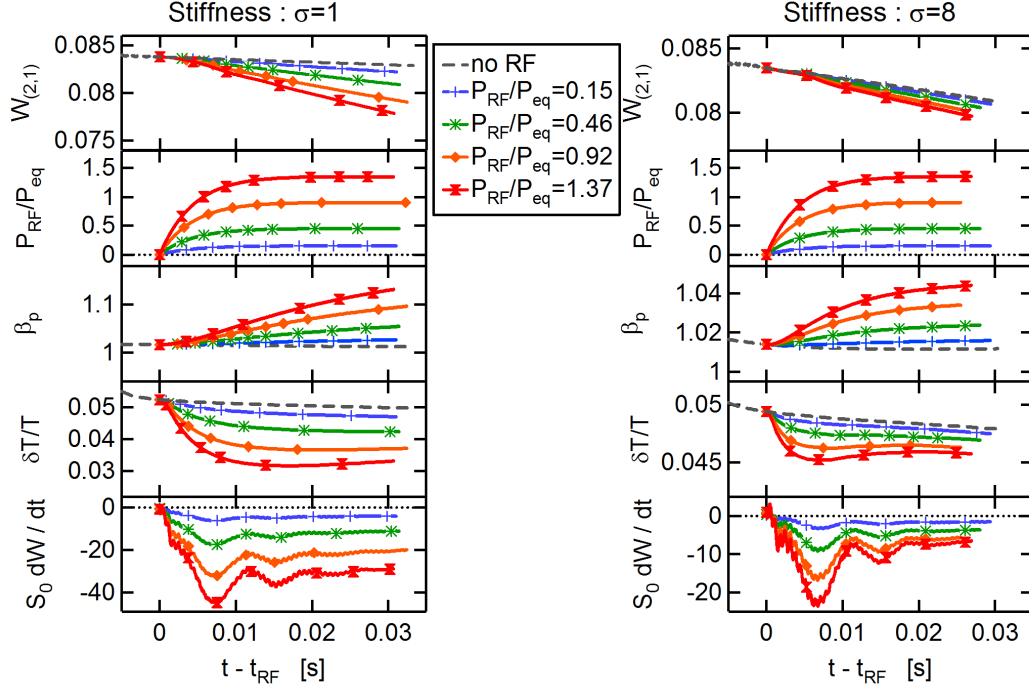 Stiffness : σ=1
Stiffness : σ=8
W(2,1)
0.085
0.08
0.075
no RF
PRF/Peq=0.15
PRF/Peq=0.46
PRF/Peq=0.92
PRF/Peq=1.37
W(2,1)
0.085
0.08
PRF/Peq
1.5
1
0.5
0
PRF/Peq
1.5
1
0.5
0
βp
1.1
1
βp
1.04
1.02
1
δT/T
0.05
0.04
0.03
δT/T
0.05
0.045
S0 dW / dt
0
-20
-40
S0 dW / dt
0
-10
-20
0 0.01 0.02 0.03
t - tRF [s]
0 0.01 0.02 0.03
t - tRF [s]